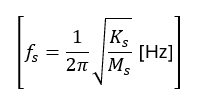 [f_s = \frac{1}{2\pi} \sqrt{\frac{K_s}{M_s}} [Hz]]